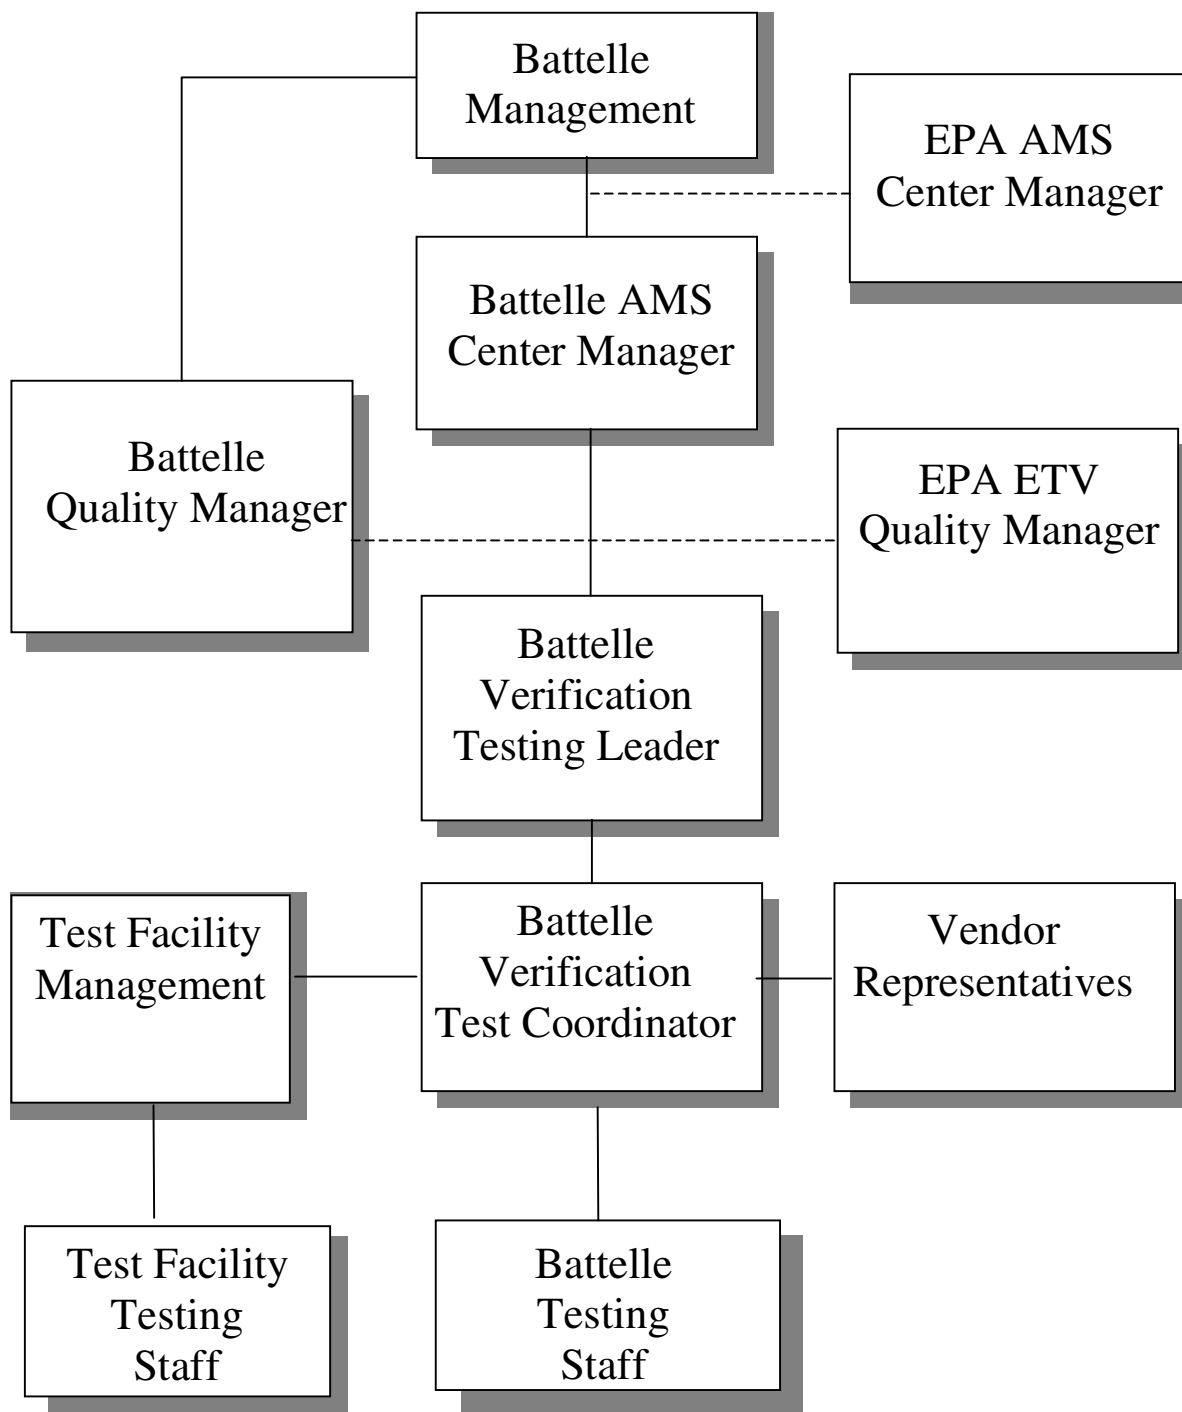 Battelle
Management
EPA AMS
Center Manager
Battelle AMS
Center Manager
Battelle
Quality Manager
EPA ETV
Quality Manager
Battelle
Verification
Testing Leader
Test Facility
Management
Battelle
Verification
Test Coordinator
Vendor
Representatives
Test Facility
Testing
Staff
Battelle
Testing
Staff